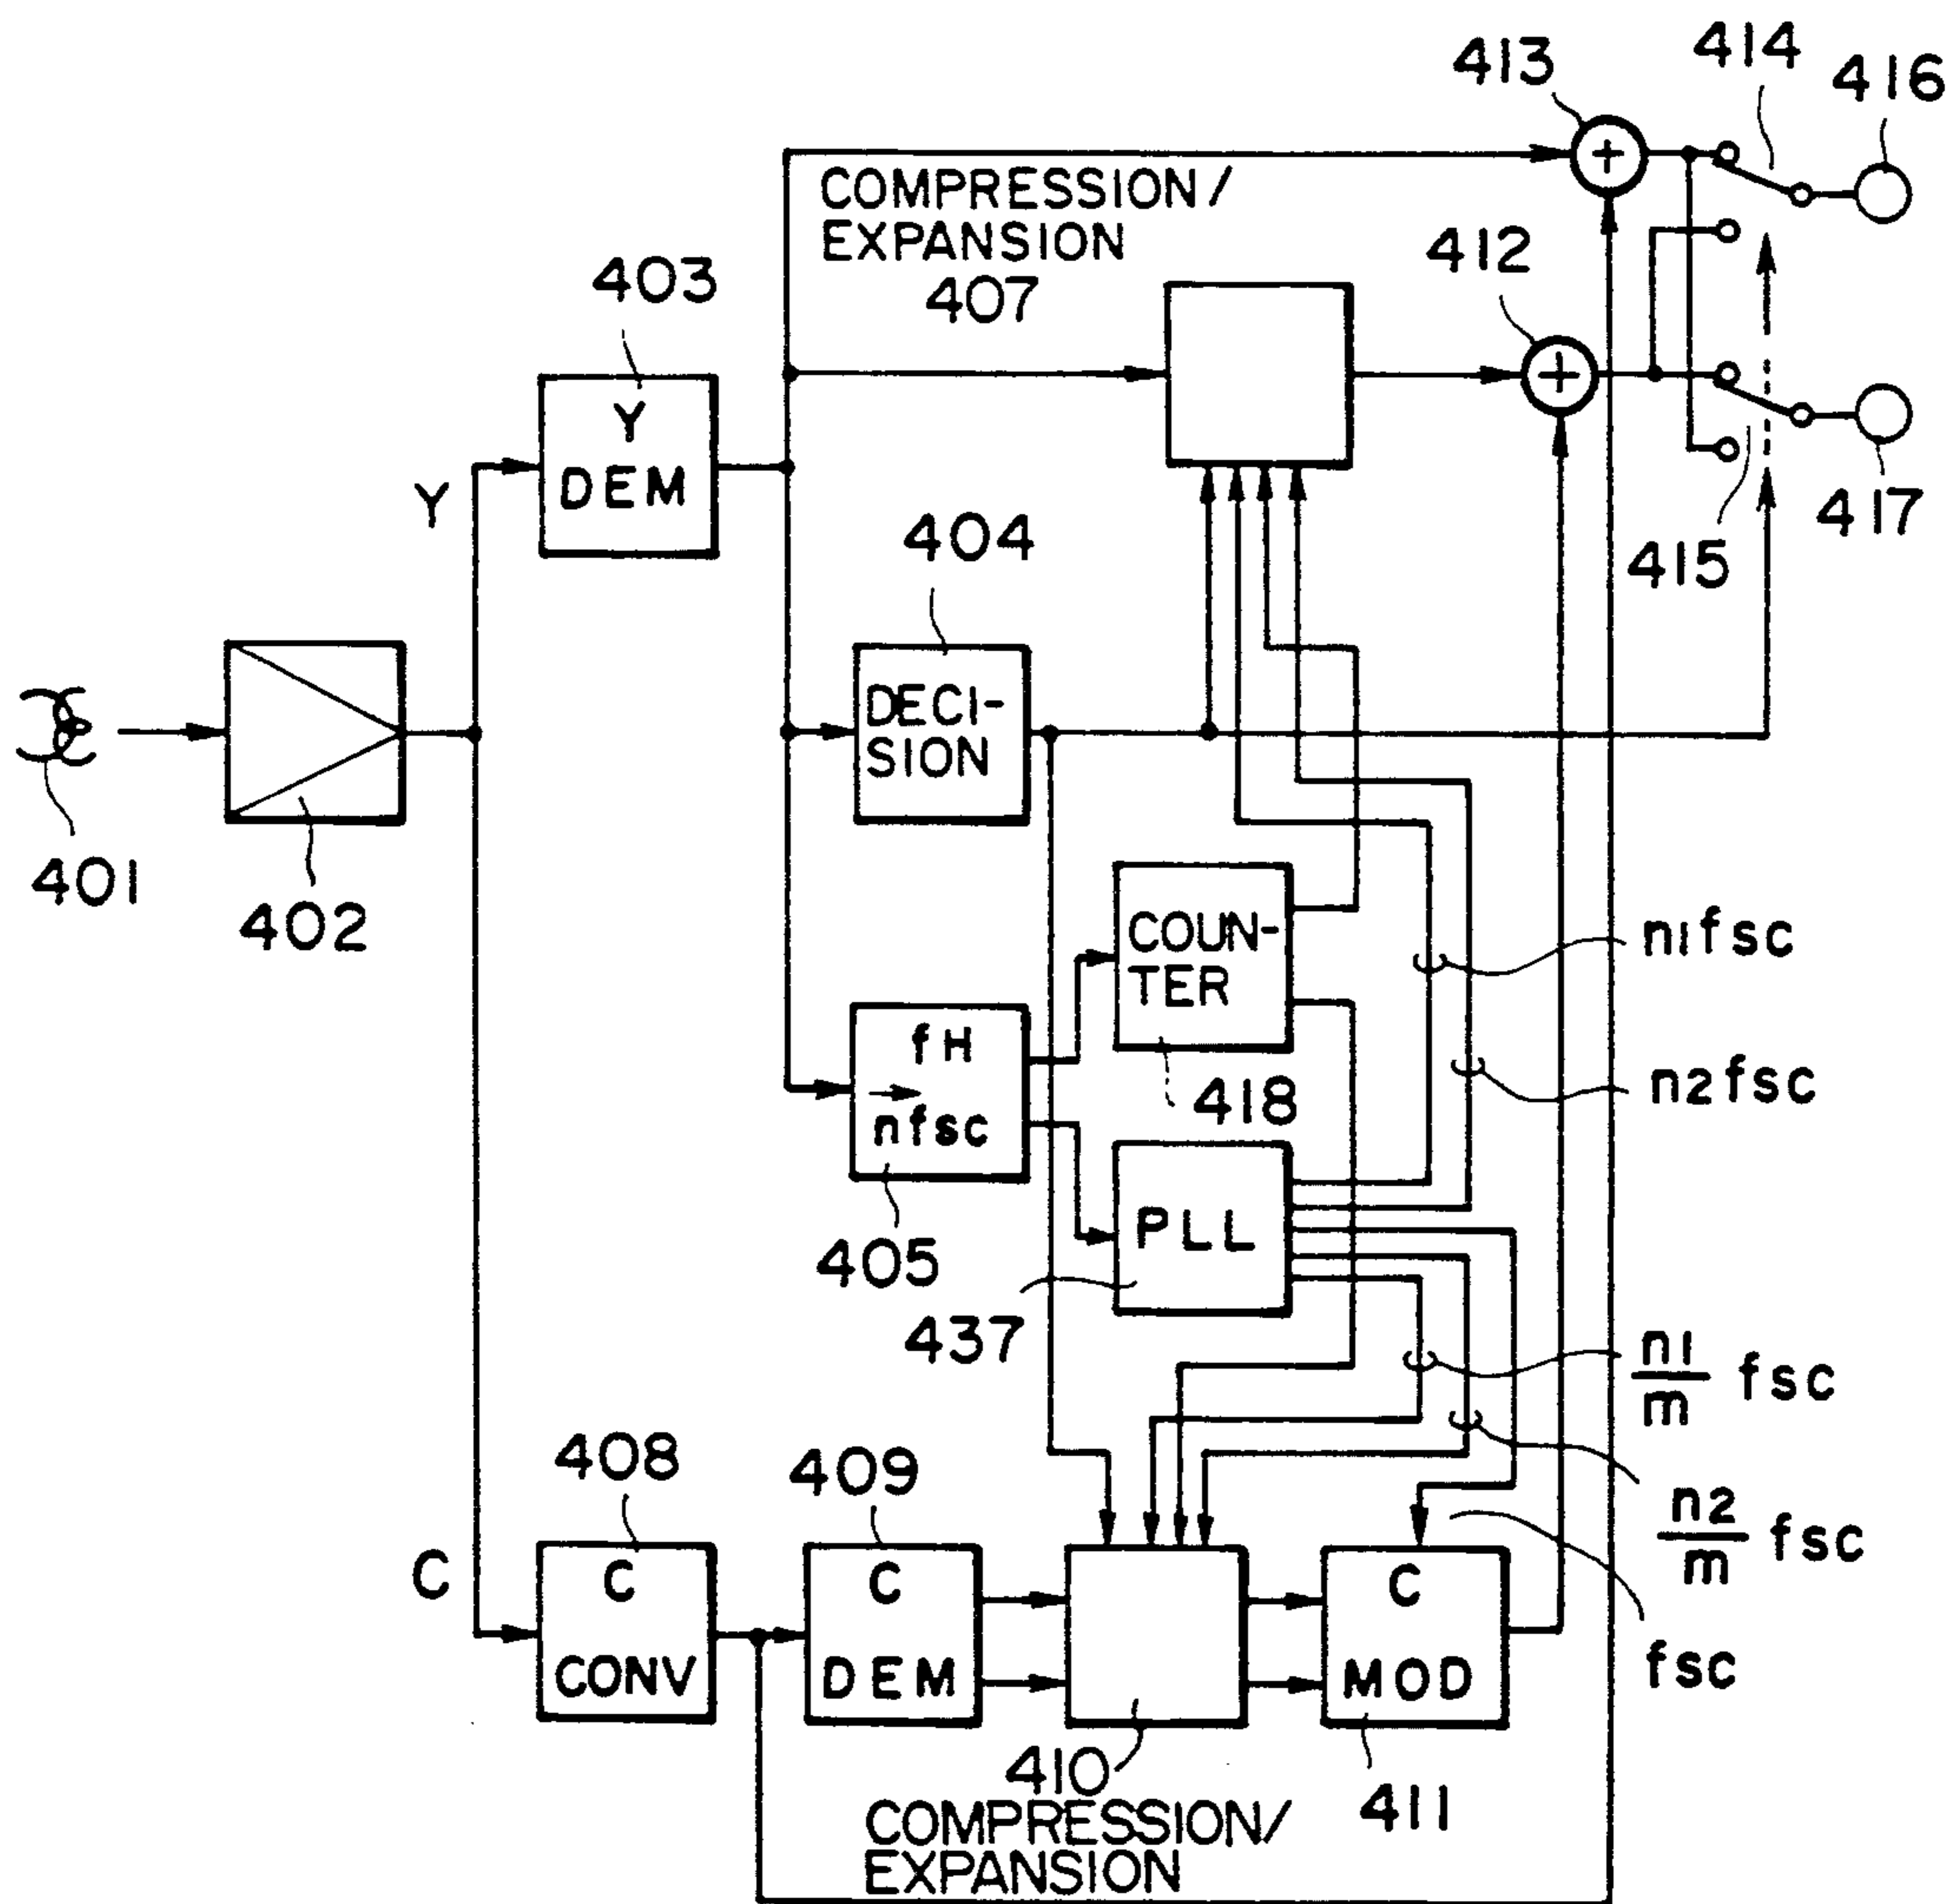 413
414
416
COMPRESSION/
EXPANSION
407
412
403
Y
DEM
Y
404
DECI-
SION
415
417
401
402
COUN-
TER
n1fsc
fH
→
nfsc
418
n2fsc
405
PLL
437
n1/m fsc
408
409
n2/m fsc
C
C
CONV
C
DEM
C
MOD
fsc
410
411
COMPRESSION/
EXPANSION